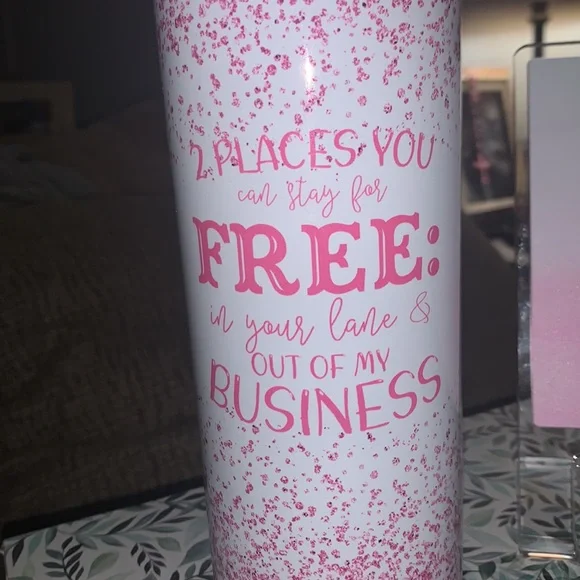 2 PLACES YOU
can stay for
FREE:
in your lane &
OUT OF MY
BUSINESS